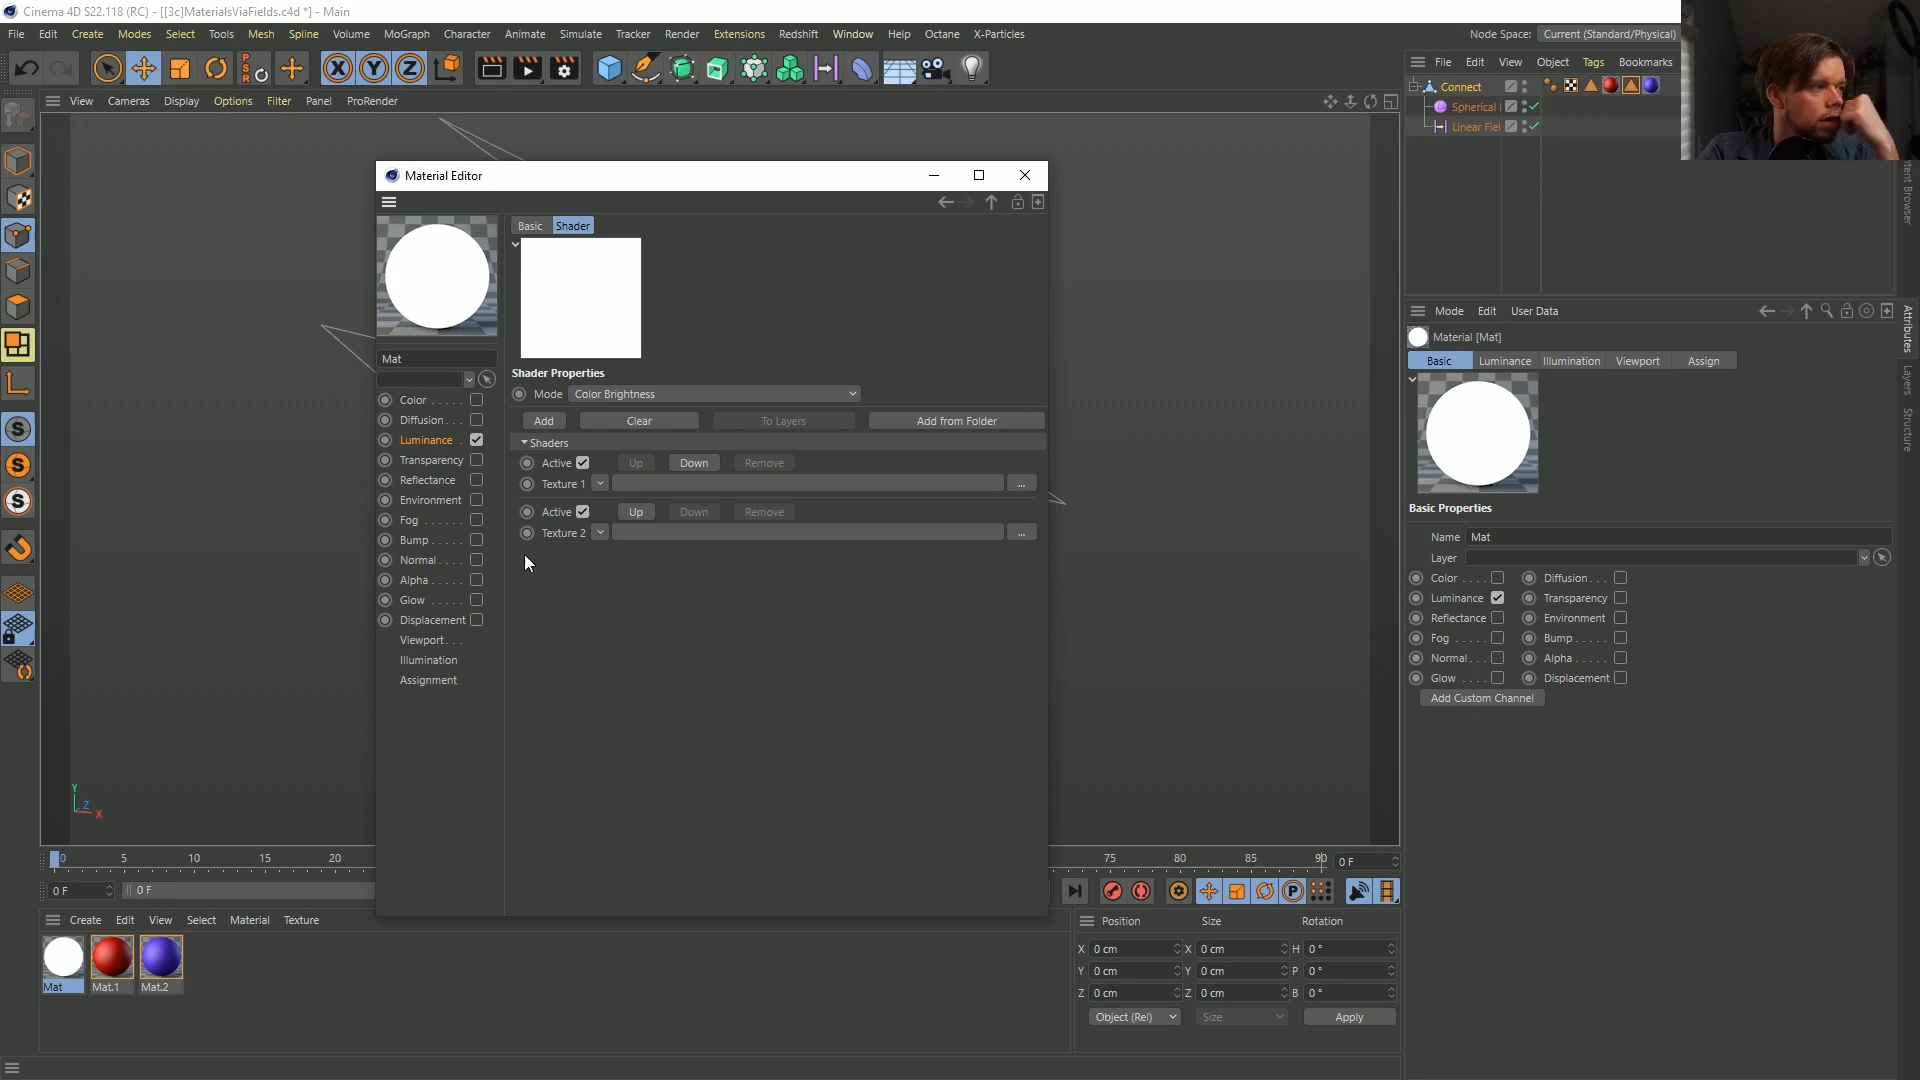 Cinema 4D S22.118 (RC) - [[3c]MaterialsViaFields.c4d *] - Main
File Edit Create Modes Select Tools Mesh Spline Volume MoGraph Character Animate Simulate Tracker Render Extensions Redshift Window Help Octane X-Particles
Node Space: Current (Standard/Physical)
P S R
X Y Z
File Edit View Object Tags Bookmarks
View Cameras Display Options Filter Panel ProRender
Connect
Spherical
Linear Fiel
Material Editor
Basic Shader
Mat
Shader Properties
Mode Color Brightness
Add Clear To Layers Add from Folder
Shaders
Active Up Down Remove
Texture 1 ...
Active Up Down Remove
Texture 2 ...
Color . . . . .
Diffusion . . .
Luminance .
Transparency
Reflectance
Environment
Fog . . . . . .
Bump . . . . .
Normal . . . .
Alpha . . . . .
Glow . . . . .
Displacement
Viewport . . .
Illumination
Assignment
Mode Edit User Data
Material [Mat]
Basic Luminance Illumination Viewport Assign
Basic Properties
Name Mat
Layer
Color . . . . Diffusion . . .
Luminance Transparency
Reflectance Environment
Fog . . . . . Bump . . . . .
Normal . . . Alpha . . . . .
Glow . . . . Displacement
Add Custom Channel
Attributes
Layers
Structure
Y
Z
X
0 5 10 15 20 75 80 85 90 0 F
0 F 0 F
P
Create Edit View Select Material Texture
Mat Mat.1 Mat.2
Position Size Rotation
X 0 cm X 0 cm H 0 °
Y 0 cm Y 0 cm P 0 °
Z 0 cm Z 0 cm B 0 °
Object (Rel) Size Apply